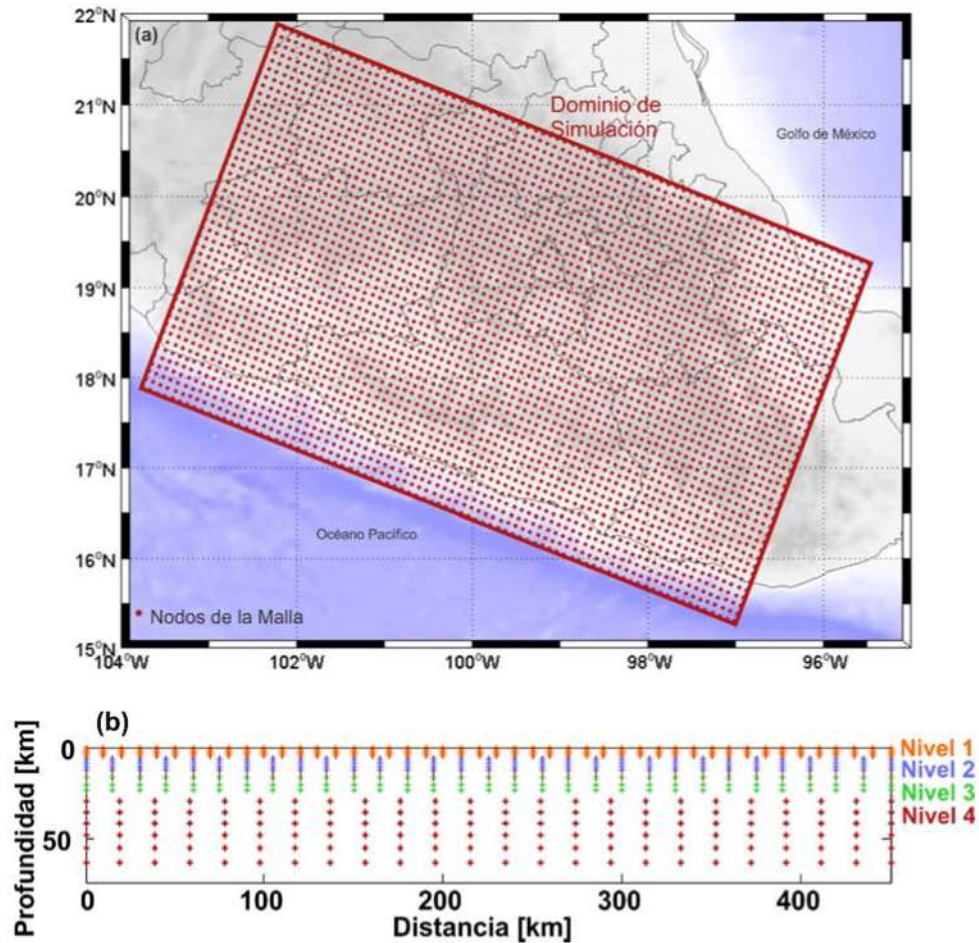 22°N
(a)
21°N
Dominio de
Simulación
Golfo de México
20°N
19°N
18°N
17°N
Océano Pacífico
16°N
Nodos de la Malla
15°N
104°W 102°W 100°W 98°W 96°W
(b)
Profundidad [km]
0
50
Nivel 1
Nivel 2
Nivel 3
Nivel 4
0 100 200 300 400
Distancia [km]